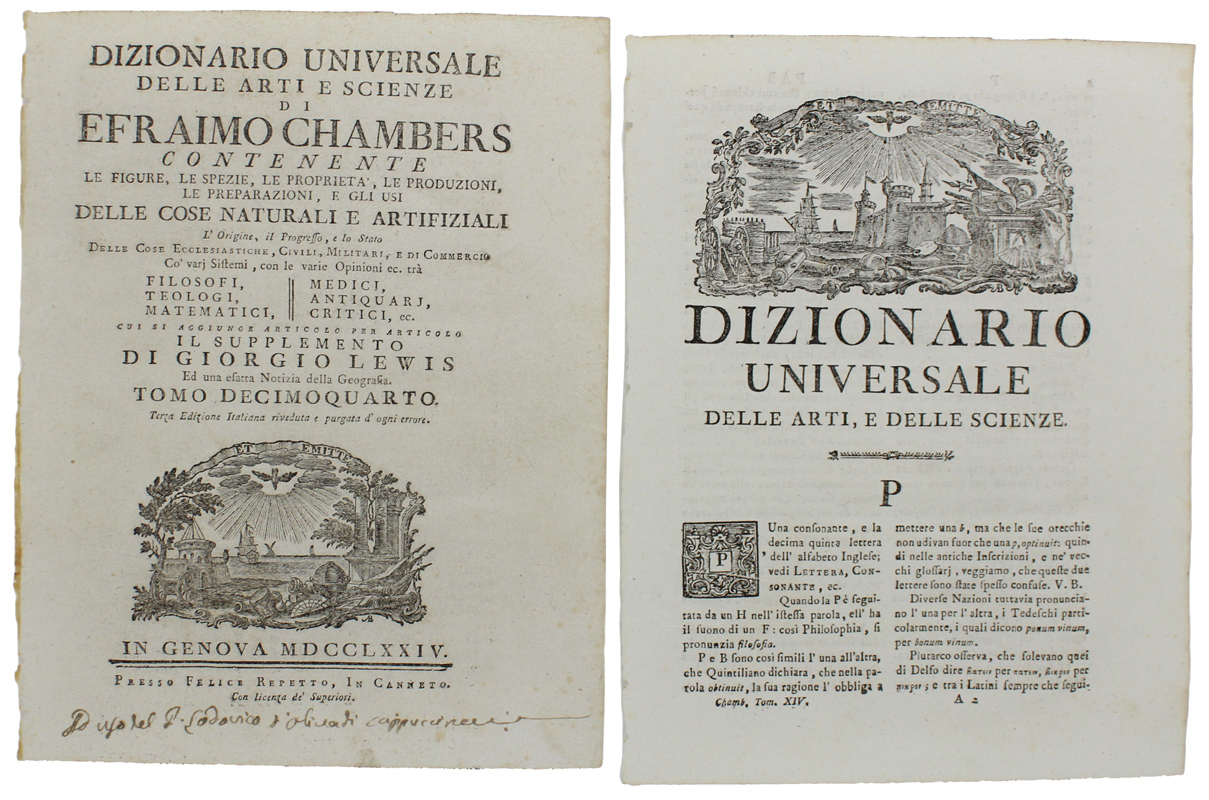 DIZIONARIO UNIVERSALE
DELLE ARTI E SCIENZE
DI
EFRAIMO CHAMBERS
CONTENENTE
LE FIGURE, LE SPEZIE, LE PROPRIETA', LE PRODUZIONI,
LE PREPARAZIONI, E GLI USI
DELLE COSE NATURALI E ARTIFIZIALI
L' Origine, il Progreſſo, e lo Stato
DELLE COSE ECCLESIASTICHE, CIVILI, MILITARI, E DI COMMERCIO
Co' varj Siſtemi, con le varie Opinioni ec. trà
FILOSOFI,
TEOLOGI,
MATEMATICI,
MEDICI,
ANTIQUARJ,
CRITICI, ec.
CUI SI AGGIUNGE ARTICOLO PER ARTICOLO
IL SUPPLEMENTO
DI GIORGIO LEWIS
Ed una eſatta Notizia della Geografia.
TOMO DECIMOQUARTO.
Terza Edizione Italiana riveduta e purgata d' ogni errore.
ET EMITTE
IN GENOVA MDCCLXXIV.
PRESSO FELICE REPETTO, IN CANNETO.
Con licenza de' Superiori.
Ad uso del P. Lodovico d'
ET EMITTE
DIZIONARIO
UNIVERSALE
DELLE ARTI, E DELLE SCIENZE.
P
P
Una conſonante, e la
decima quinta lettera
dell' alfabeto Ingleſe;
vedi LETTERA, CON-
SONANTE, ec.
Quando la P è ſegui-
tata da un H nell' iſteſſa parola, ell' ha
il ſuono di un F: così Philoſophia, ſi
pronunzia filoſofia.
P e B ſono così ſimili l' una all'altra,
che Quintiliano dichiara, che nella pa-
rola obtinuit, la ſua ragione l' obbliga a
Chamb. Tom. XIV.
mettere una b, ma che le ſue orecchie
non udivan fuor che una p, optinuit: quin-
di nelle antiche Inſcrizioni, e ne' vec-
chi gloſſarj, veggiamo, che queſte due
lettere ſono ſtate ſpeſſo confuſe. V. B.
Diverſe Nazioni tuttavia pronuncia-
no l' una per l' altra, i Tedeſchi parti-
colarmente, i quali dicono ponum vinum,
per bonum vinum.
Plutarco oſſerva, che ſolevano quei
di Delfo dire per per
e tra i Latini ſempre che ſegui-
A 2